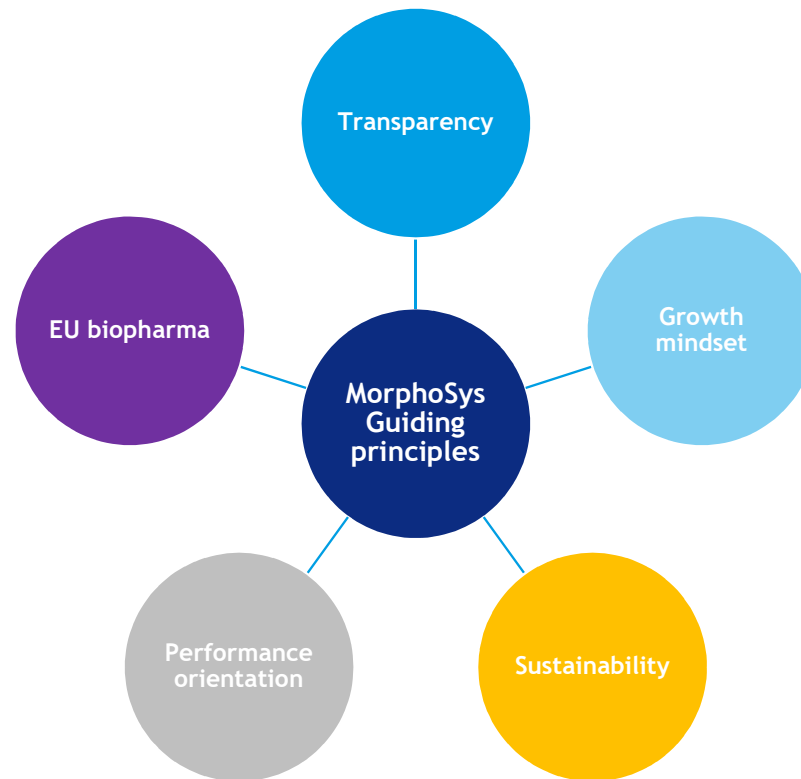 Transparency
EU biopharma
Growth
mindset
MorphoSys
Guiding
principles
Performance
orientation
Sustainability